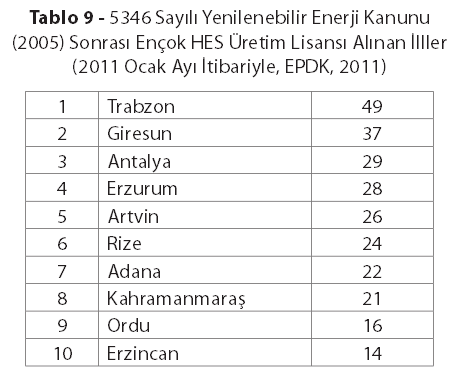 Tablo 9 - 5346 Sayılı Yenilenebilir Enerji Kanunu
(2005) Sonrası Ençok HES Üretim Lisansı Alınan İlller
(2011 Ocak Ayı İtibariyle, EPDK, 2011)
1 Trabzon 49
2 Giresun 37
3 Antalya 29
4 Erzurum 28
5 Artvin 26
6 Rize 24
7 Adana 22
8 Kahramanmaraş 21
9 Ordu 16
10 Erzincan 14